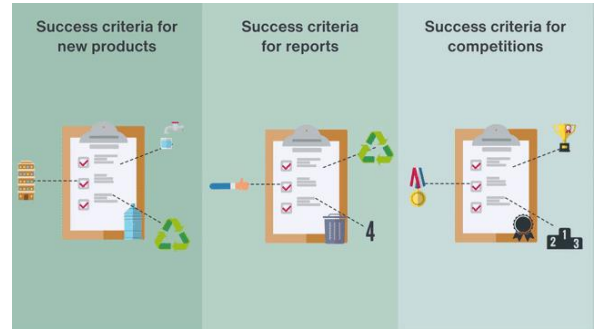 Success criteria for
new products
Success criteria
for reports
Success criteria for
competitions
4
2 1 3